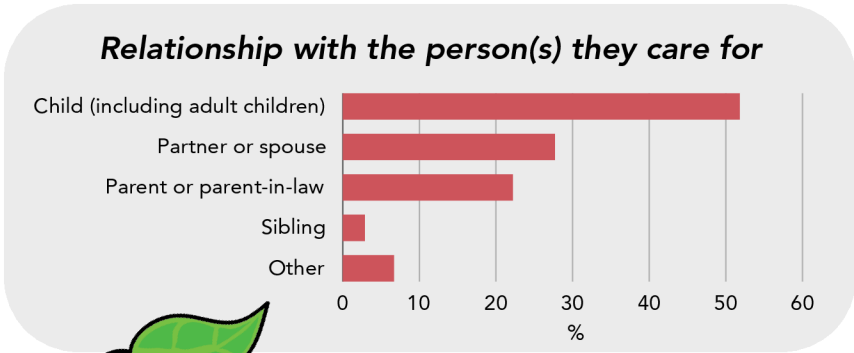 Relationship with the person(s) they care for
Child (including adult children)
Partner or spouse
Parent or parent-in-law
Sibling
Other
0 10 20 30 40 50 60
%